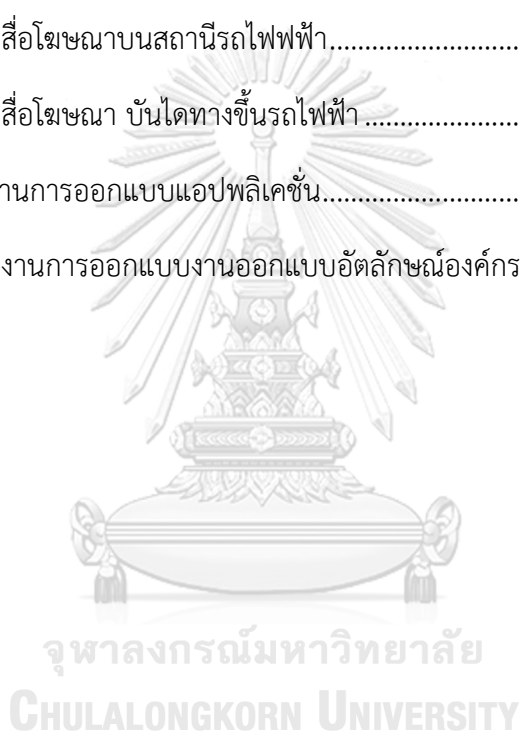 สื่อโฆษณาบนสถานีรถไฟฟฟ้า............................
สื่อโฆษณา บันไดทางขึ้นรถไฟฟ้า......................
านการออกแบบแอปพลิเคชั่น............................
งานการออกแบบงานออกแบบอัตลักษณ์องค์กร
จุฬาลงกรณ์มหาวิทยาลัย
CHULALONGKORN UNIVERSITY